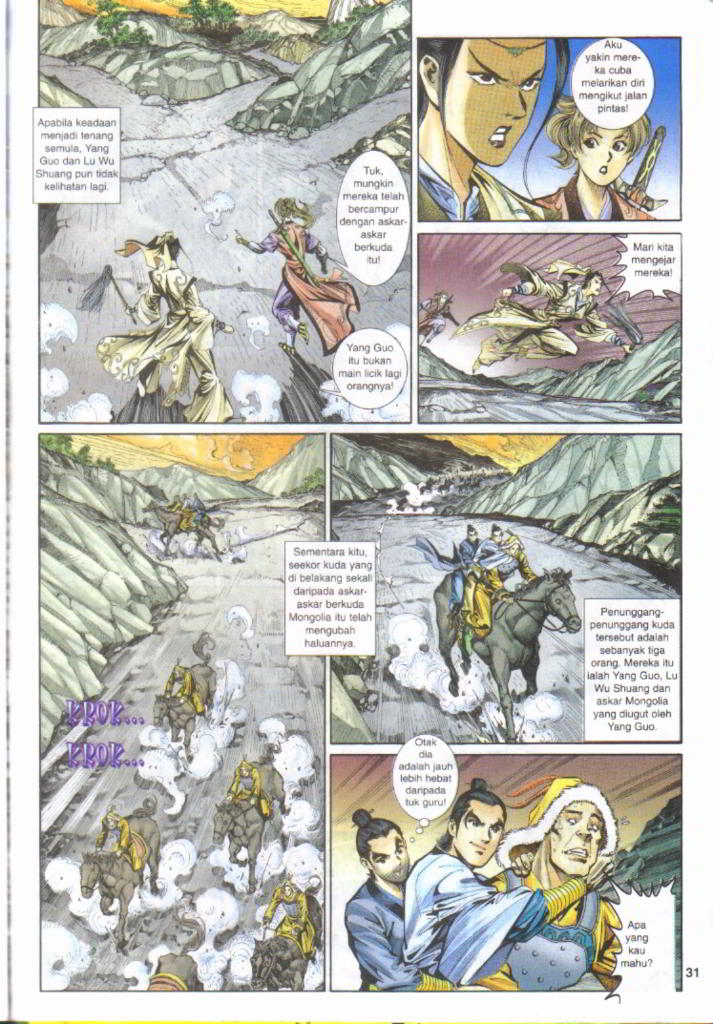 Apabila keadaan
menjadi tenang
semula, Yang
Guo dan Lu Wu
Shuang pun tidak
kelihatan lagi.
Tuk,
mungkin
mereka telah
bercampur
dengan askar-
askar
berkuda
itu!
Yang Guo
itu bukan
main licik lagi
orangnya!
Aku
yakin mere-
ka cuba
melarikan diri
mengikut jalan
pintas!
Mari kita
mengejar
mereka!
Sementara kitu,
seekor kuda yang
di belakang sekali
daripada askar-
askar berkuda
Mongolia itu telah
mengubah
haluannya.
KROK...
KROK...
Penunggang-
penunggang kuda
tersebut adalah
sebanyak tiga
orang. Mereka itu
ialah Yang Guo, Lu
Wu Shuang dan
askar Mongolia
yang diugut oleh
Yang Guo.
Otak
dia
adalah jauh
lebih hebat
daripada
tuk guru!
Apa
yang
kau
mahu?
31